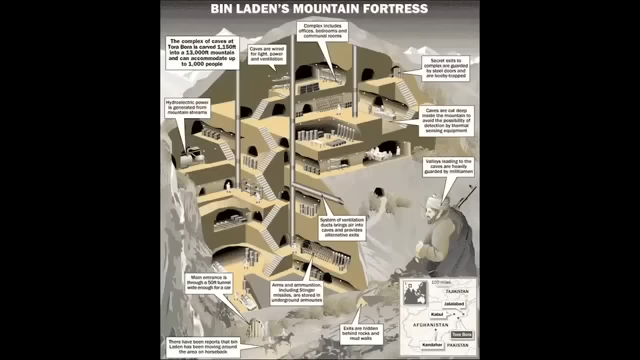 BIN LADEN'S MOUNTAIN FORTRESS
The complex of caves at
Tora Bora is carved 1,150ft
into a 13,000ft mountain
and can accommodate up
to 1,000 people
Caves are wired
for light, power
and ventilation
Complex includes
offices, bedrooms and
communal rooms
Secret exits to
complex are guarded
by steel doors and
are booby-trapped
Hydroelectric power
is generated from
mountain streams
Caves are cut deep
inside the mountain to
avoid the possibility of
detection by thermal
sensing equipment
Valleys leading to the
caves are heavily
guarded by militiamen
System of ventilation
ducts brings air into
caves and provides
alternative exits
Main entrance is
through a 50ft tunnel
wide enough for a car
Arms and ammunition,
including Stinger
missiles, are stored in
underground armouries
There have been reports that bin
Laden has been moving around
the area on horseback
Exits are hidden
behind rocks and
mud walls
100 miles
TAJIKISTAN
Jalalabad
Kabul
AFGHANISTAN
Tora Bora
Kandahar
PAKISTAN